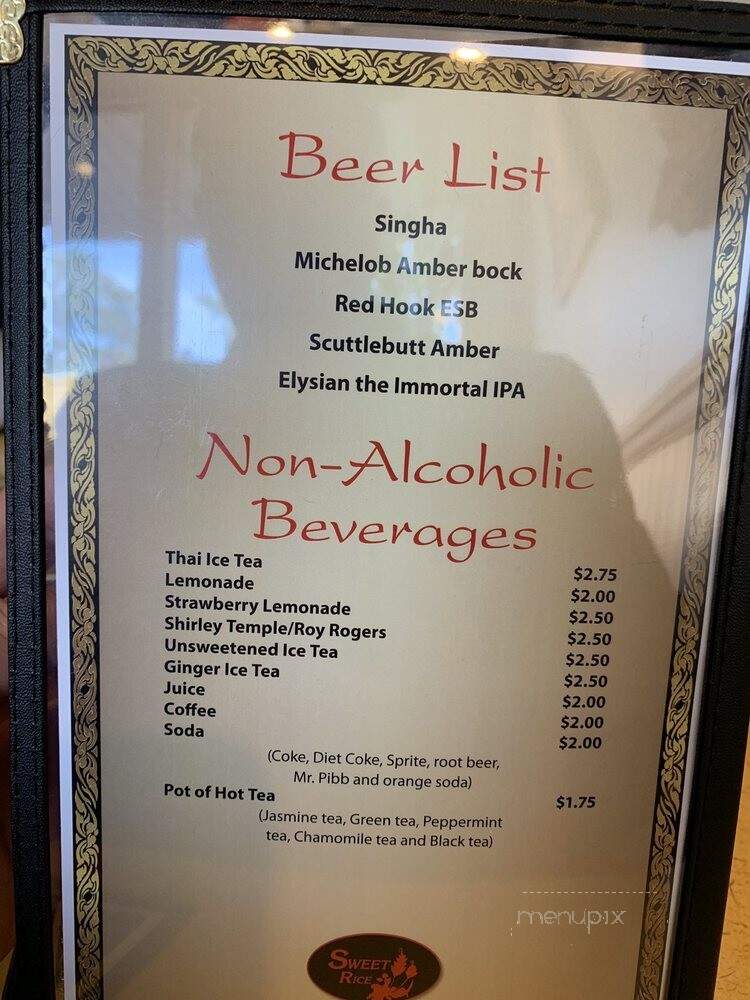 Beer List
Singha
Michelob Amber bock
Red Hook ESB
Scuttlebutt Amber
Elysian the Immortal IPA
Non-Alcoholic
Beverages
Thai Ice Tea $2.75
Lemonade $2.00
Strawberry Lemonade $2.50
Shirley Temple/Roy Rogers $2.50
Unsweetened Ice Tea $2.50
Ginger Ice Tea $2.50
Juice $2.00
Coffee $2.00
Soda $2.00
(Coke, Diet Coke, Sprite, root beer,
Mr. Pibb and orange soda)
Pot of Hot Tea $1.75
(Jasmine tea, Green tea, Peppermint
tea, Chamomile tea and Black tea)
menupix
SWEET
RICE